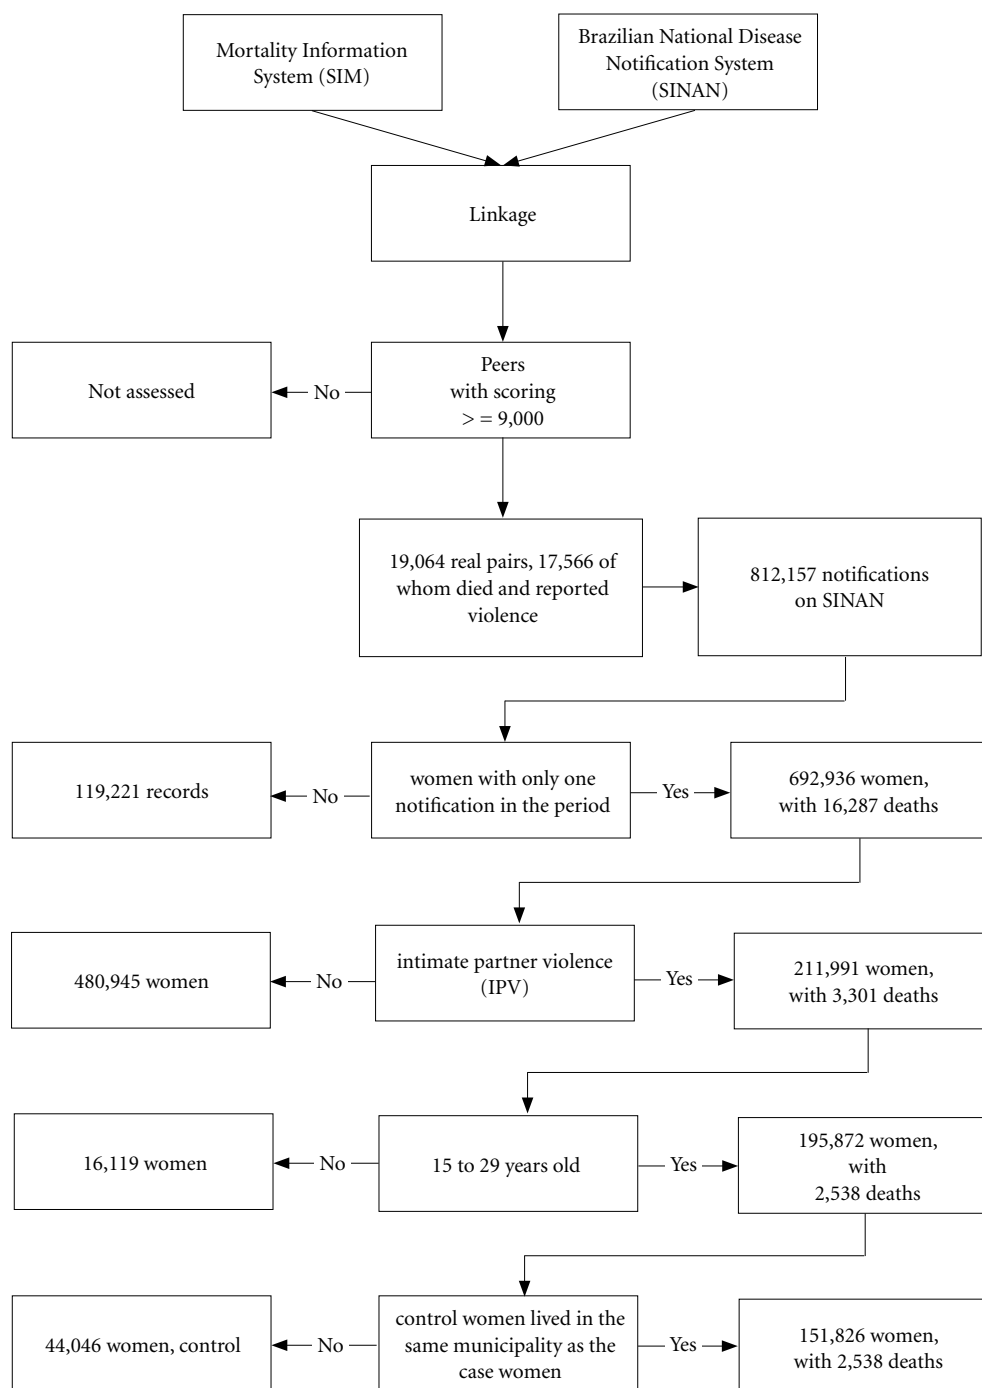 Mortality Information
System (SIM)
Brazilian National Disease
Notification System
(SINAN)
Linkage
Peers
with scoring
> = 9,000
No
Not assessed
19,064 real pairs, 17,566 of
whom died and reported
violence
812,157 notifications
on SINAN
women with only one
notification in the period
No
119,221 records
Yes
692,936 women,
with 16,287 deaths
intimate partner violence
(IPV)
No
480,945 women
Yes
211,991 women,
with 3,301 deaths
15 to 29 years old
No
16,119 women
Yes
195,872 women,
with
2,538 deaths
control women lived in the
same municipality as the
case women
No
44,046 women, control
Yes
151,826 women,
with 2,538 deaths